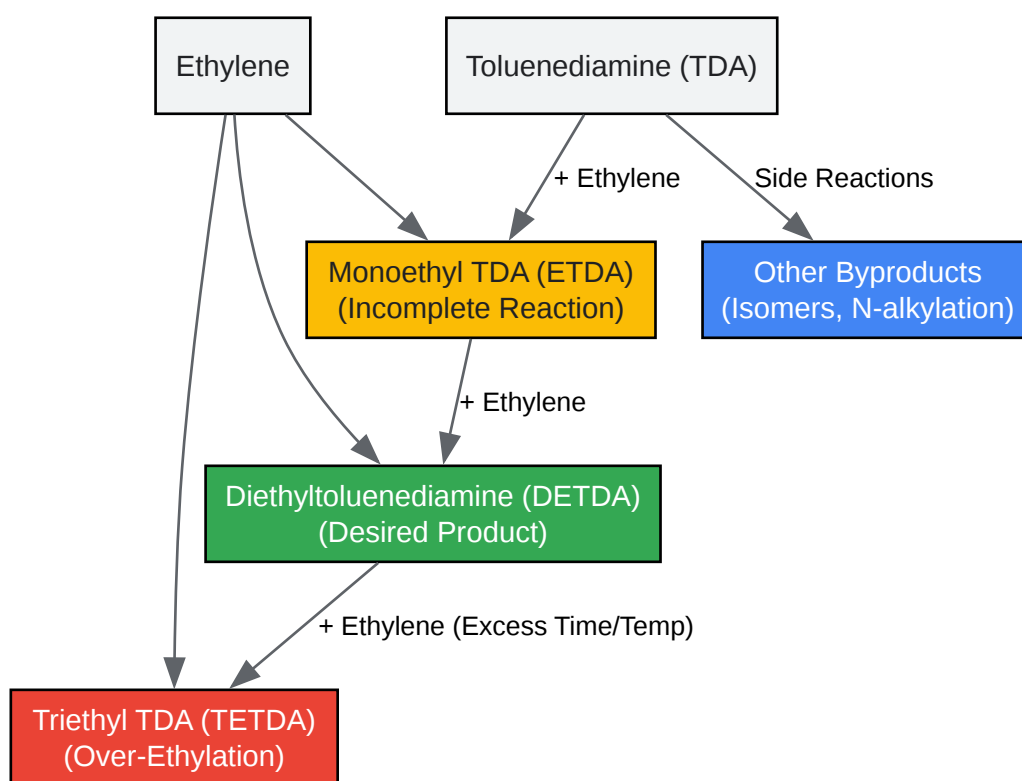 Ethylene
Toluenediamine (TDA)
+ Ethylene
Side Reactions
Monoethyl TDA (ETDA)
(Incomplete Reaction)
Other Byproducts
(Isomers, N-alkylation)
+ Ethylene
Diethyltoluenediamine (DETDA)
(Desired Product)
+ Ethylene (Excess Time/Temp)
Triethyl TDA (TETDA)
(Over-Ethylation)